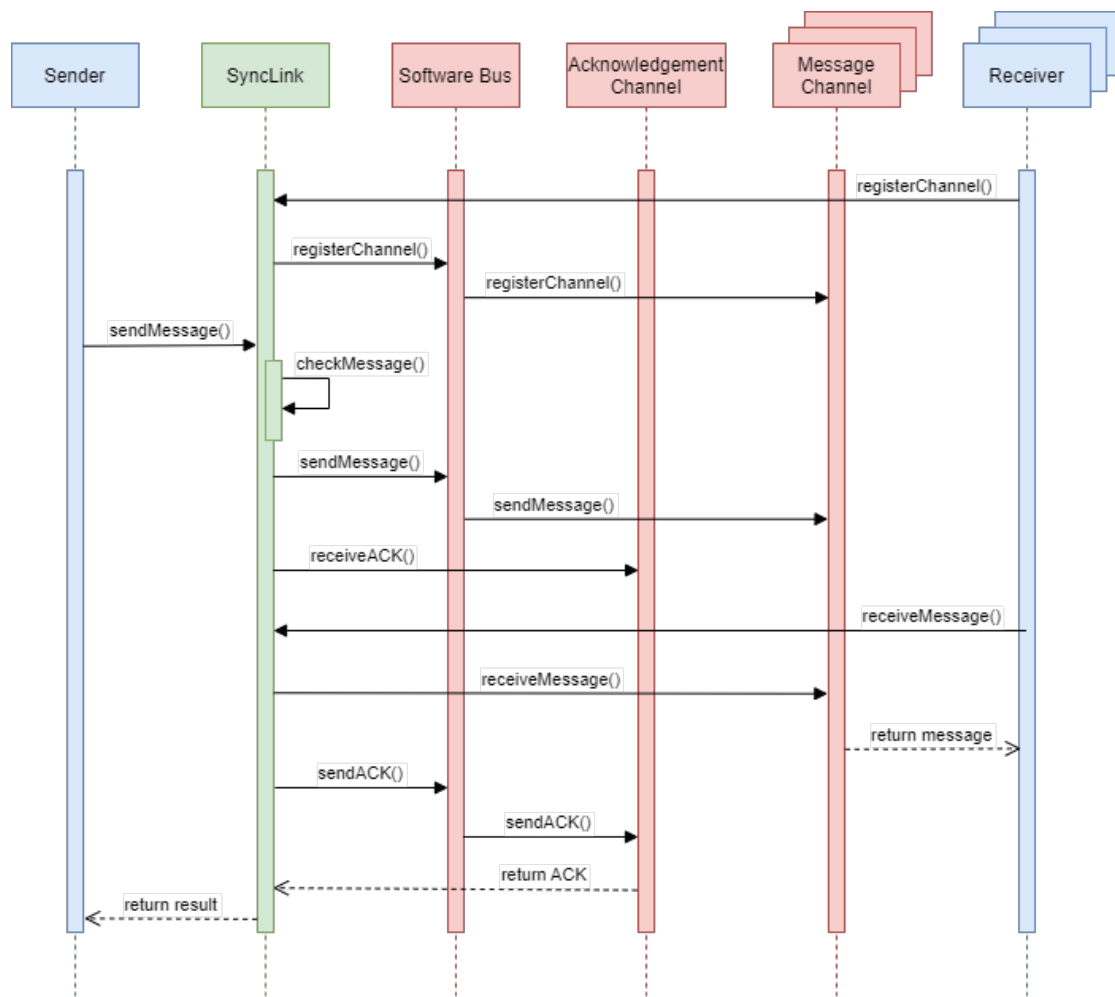 Sender
SyncLink
Software Bus
Acknowledgement
Channel
Message
Channel
Receiver
registerChannel()
registerChannel()
registerChannel()
sendMessage()
checkMessage()
sendMessage()
sendMessage()
receiveACK()
receiveMessage()
receiveMessage()
return message
sendACK()
sendACK()
return ACK
return result